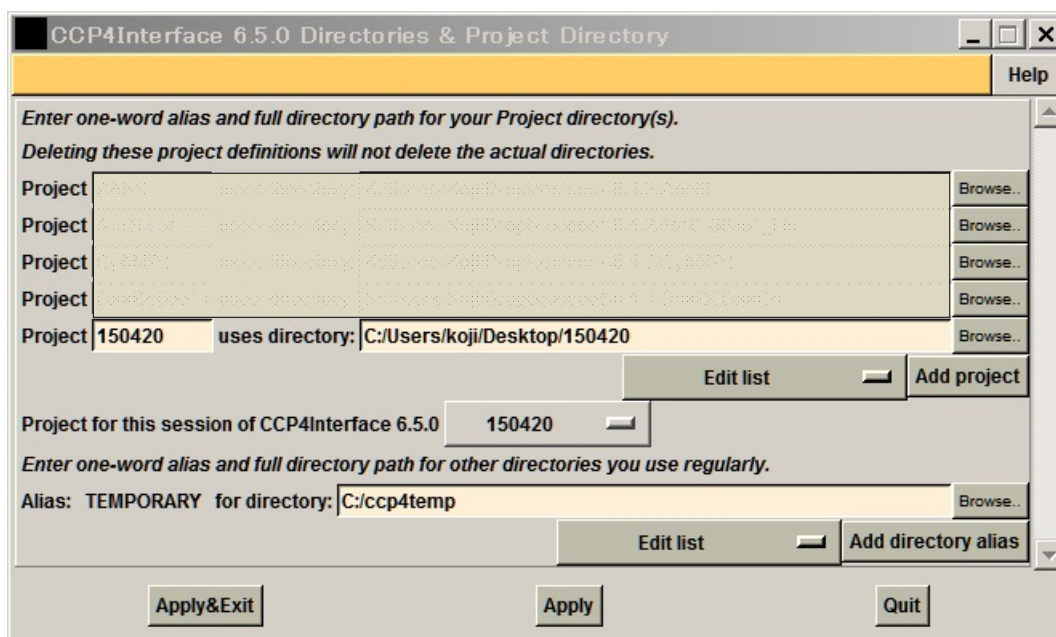 CCP4Interface 6.5.0 Directories & Project Directory
Help
Enter one-word alias and full directory path for your Project directory(s).
Deleting these project definitions will not delete the actual directories.
Project Browse..
Project Browse..
Project Browse..
Project Browse..
Project 150420 uses directory: C:/Users/koji/Desktop/150420 Browse..
Edit list Add project
Project for this session of CCP4Interface 6.5.0 150420
Enter one-word alias and full directory path for other directories you use regularly.
Alias: TEMPORARY for directory: C:/ccp4temp Browse..
Edit list Add directory alias
Apply&Exit Apply Quit